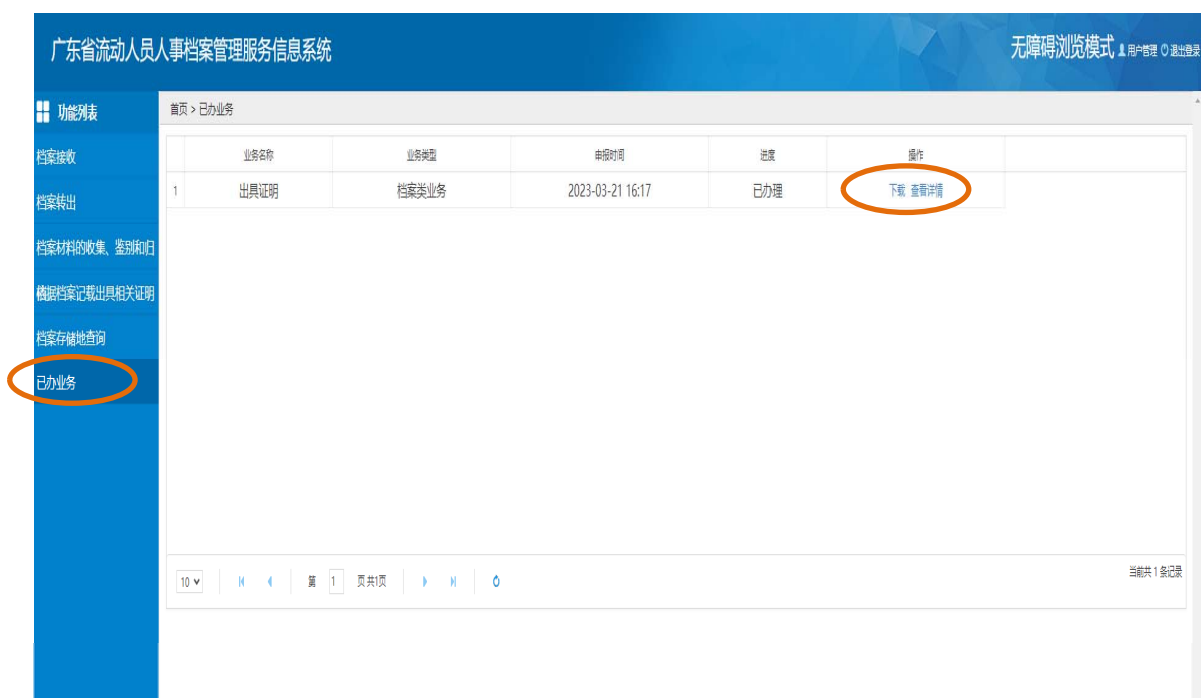 广东省流动人员人事档案管理服务信息系统
无障碍浏览模式 用户管理 退出登录
功能列表
首页 > 已办业务
档案接收
档案转出
档案材料的收集、鉴别和归
依据档案记载出具相关证明
档案存储地查询
已办业务
业务名称 业务类型 申报时间 进度 操作
1 出具证明 档案类业务 2023-03-21 16:17 已办理 下载 查看详情
10 第 1 页共1页
当前共 1 条记录